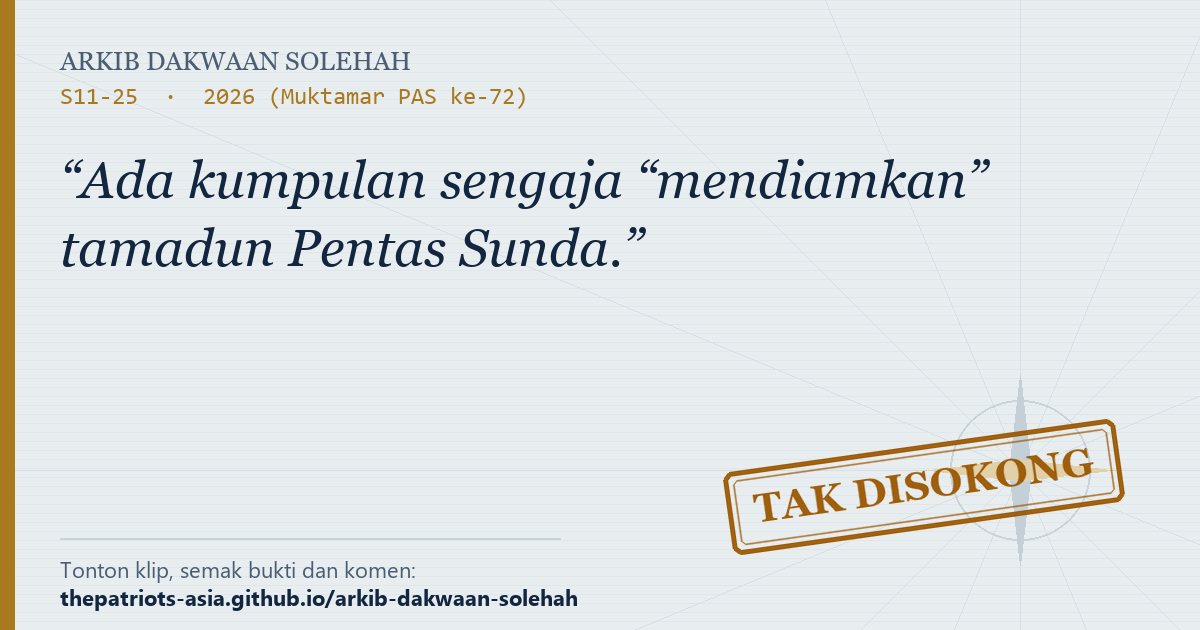 ARKIB DAKWAAN SOLEHAH
S11-25 · 2026 (Muktamar PAS ke-72)
“Ada kumpulan sengaja “mendiamkan”
tamadun Pentas Sunda.”
TAK DISOKONG
Tonton klip, semak bukti dan komen:
thepatriots-asia.github.io/arkib-dakwaan-solehah